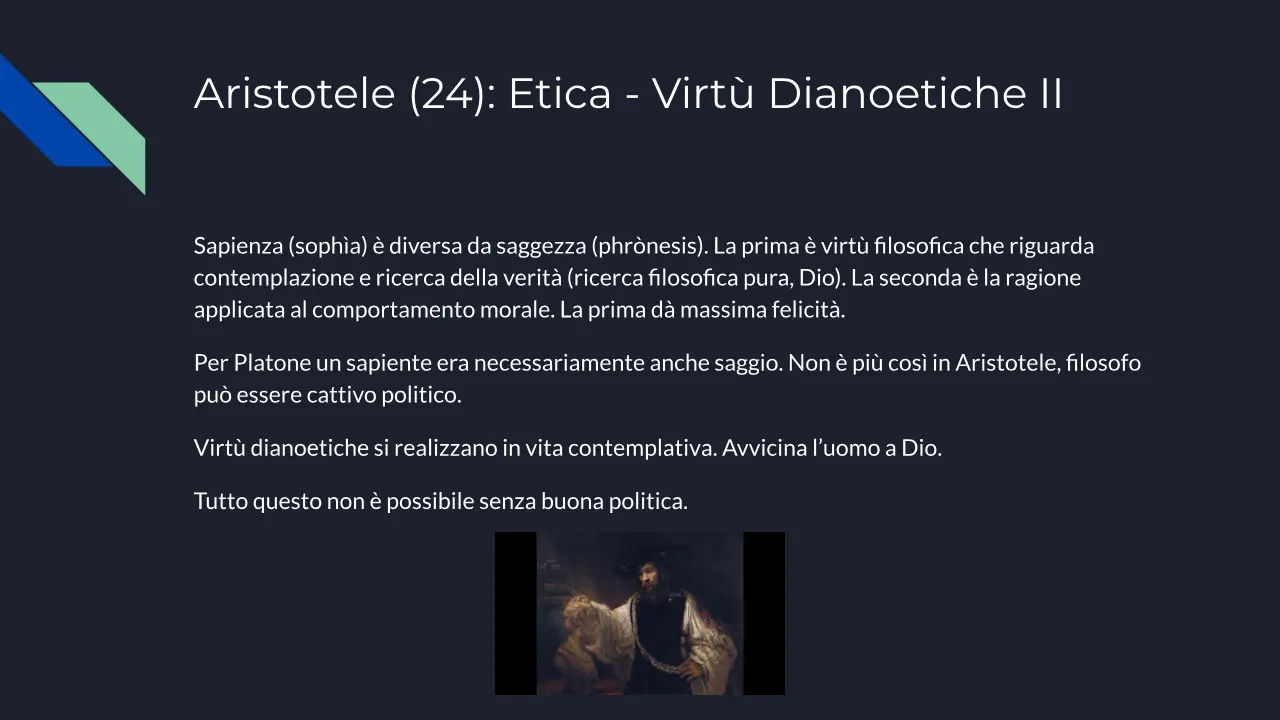 Aristotele (24): Etica - Virtù Dianoetiche II
Sapienza (sophìa) è diversa da saggezza (phrònesis). La prima è virtù filosofica che riguarda
contemplazione e ricerca della verità (ricerca filosofica pura, Dio). La seconda è la ragione
applicata al comportamento morale. La prima dà massima felicità.
Per Platone un sapiente era necessariamente anche saggio. Non è più così in Aristotele, filosofo
può essere cattivo politico.
Virtù dianoetiche si realizzano in vita contemplativa. Avvicina l’uomo a Dio.
Tutto questo non è possibile senza buona politica.